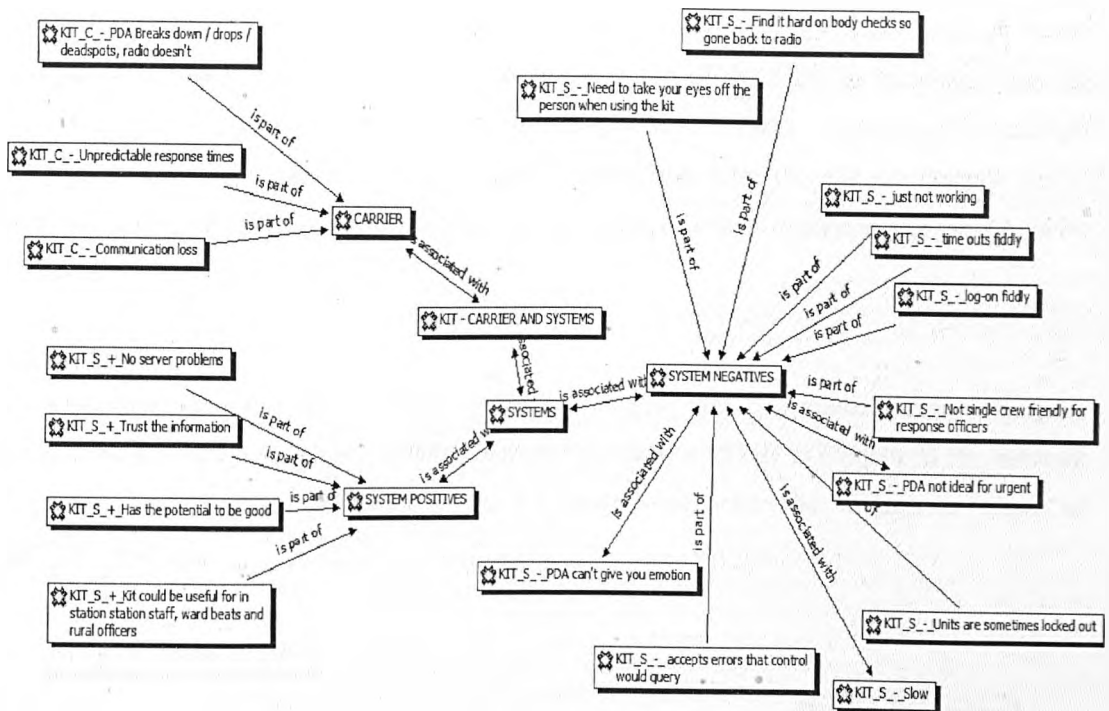 KIT_C_-_PDA Breaks down / drops /
deadspots, radio doesn't
KIT_S_-_Find it hard on body checks so
gone back to radio
KIT_S_-_Need to take your eyes off the
person when using the kit
is part of
KIT_C_-_Unpredictable response times
is part of
CARRIER
is part of
KIT_C_-_Communication loss
is associated with
is part of
is part of
KIT_S_-_just not working
KIT_S_-_time outs fiddly
is part of
is part of
KIT_S_-_log-on fiddly
is part of
KIT - CARRIER AND SYSTEMS
associated
KIT_S_+_No server problems
SYSTEM NEGATIVES
is associated with
SYSTEMS
is part of
KIT_S_-_Not single crew friendly for
response officers
is associated with
is part of
KIT_S_+_Trust the information
is part of
is associated w
KIT_S_+_Has the potential to be good
is part of
SYSTEM POSITIVES
KIT_S_-_PDA not ideal for urgent
of
is part of
is associated with
is part of
is associated with
KIT_S_-_PDA can't give you emotion
KIT_S_+_Kit could be useful for in
station station staff, ward beats and
rural officers
KIT_S_-_Units are sometimes locked out
KIT_S_-_ accepts errors that control
would query
KIT_S_-_Slow